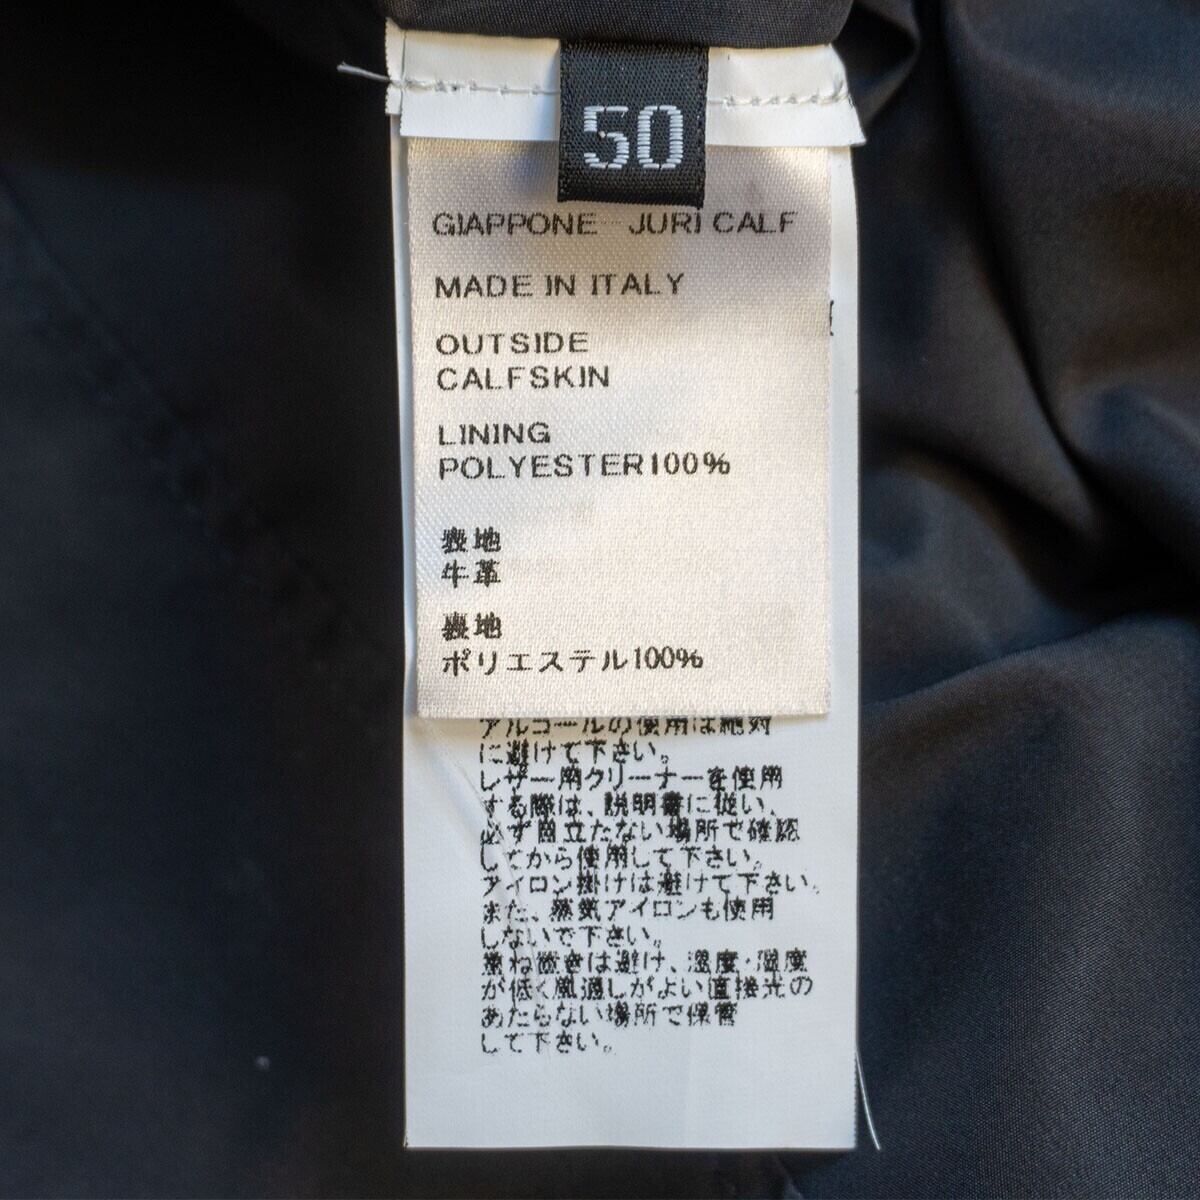 50
GIAPPONE JURI CALF
MADE IN ITALY
OUTSIDE
CALFSKIN
LINING
POLYESTER100%
表地
牛革
裏地
ポリエステル100%
アルコールの使用は絶対
に避けて下さい。
レザー用クリーナーを使用
する際は、説明書に従い、
必ず目立たない場所で確認
してから使用して下さい。
アイロン掛けは避けて下さい。
また、蒸気アイロンも使用
しないで下さい。
重ね置きは避け、温度・湿度
が低く風通しがよい直接光の
あたらない場所で保管
して下さい。